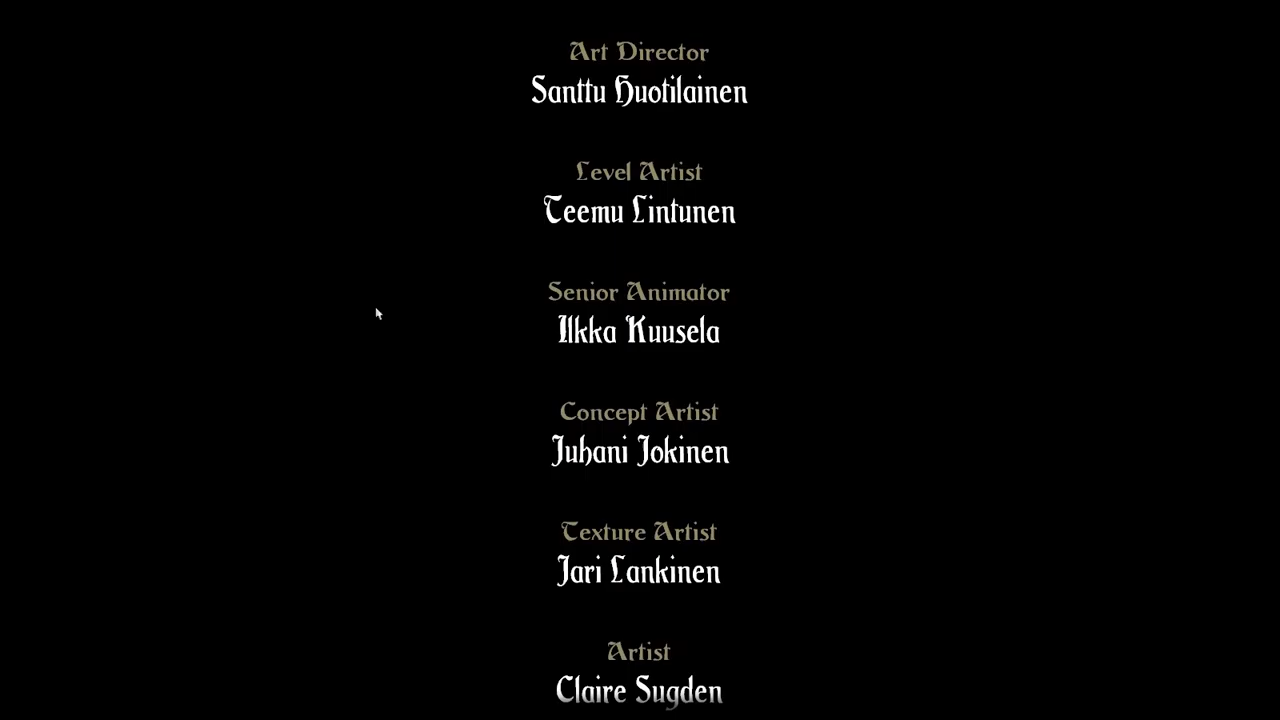 Art Director
Santtu Huotilainen
Level Artist
Teemu Lintunen
Senior Animator
Ilkka Kuusela
Concept Artist
Juhani Jokinen
Texture Artist
Jari Lankinen
Artist
Claire Sugden